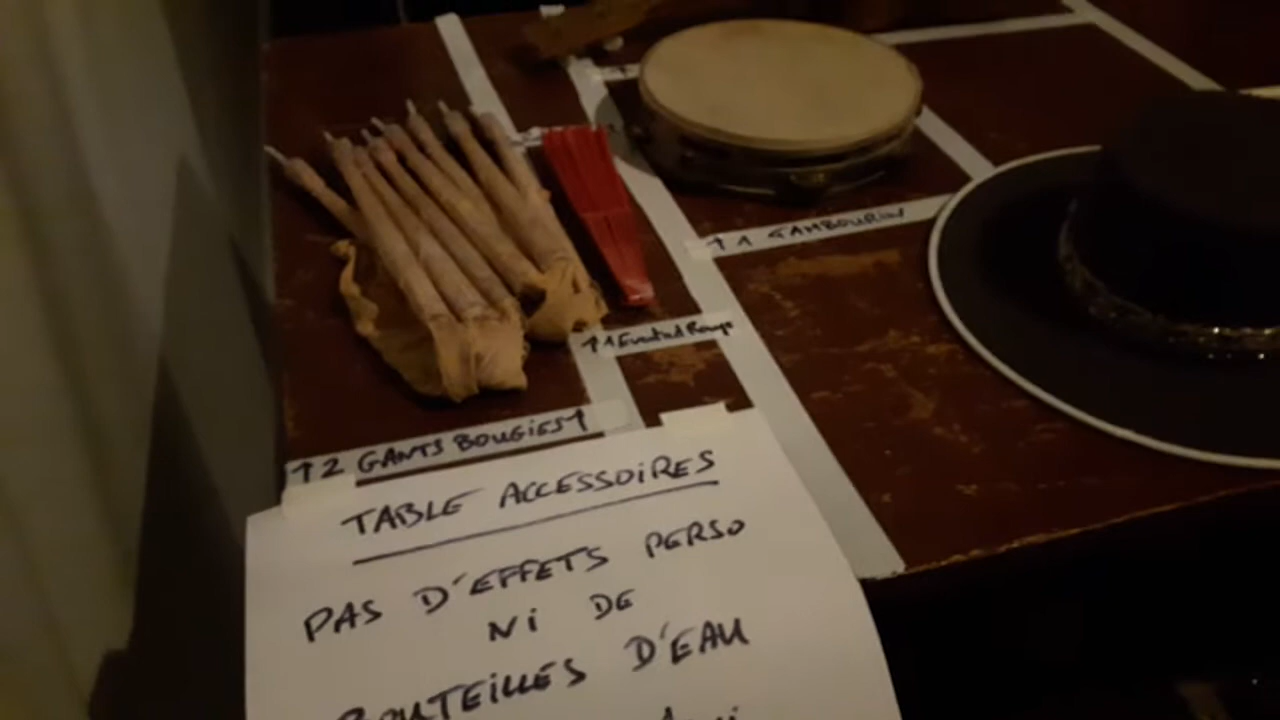 ↑ 1 TAMBOURIN
↑ 1 Eventail Rouge
↑ 2 GANTS BOUGIES ↑
TABLE ACCESSOIRES
PAS D'EFFETS PERSO
NI DE
BOUTEILLES D'EAU